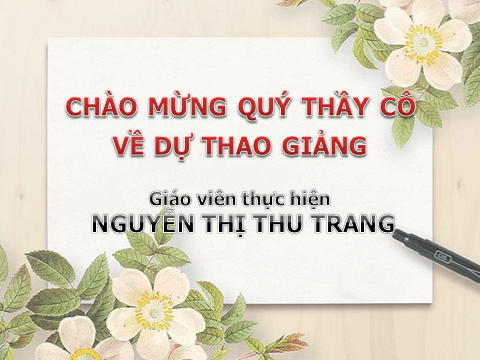 CHÀO MỪNG QUÝ THẦY CÔ
VỀ DỰ THAO GIẢNG
Giáo viên thực hiện
NGUYỄN THỊ THU TRANG